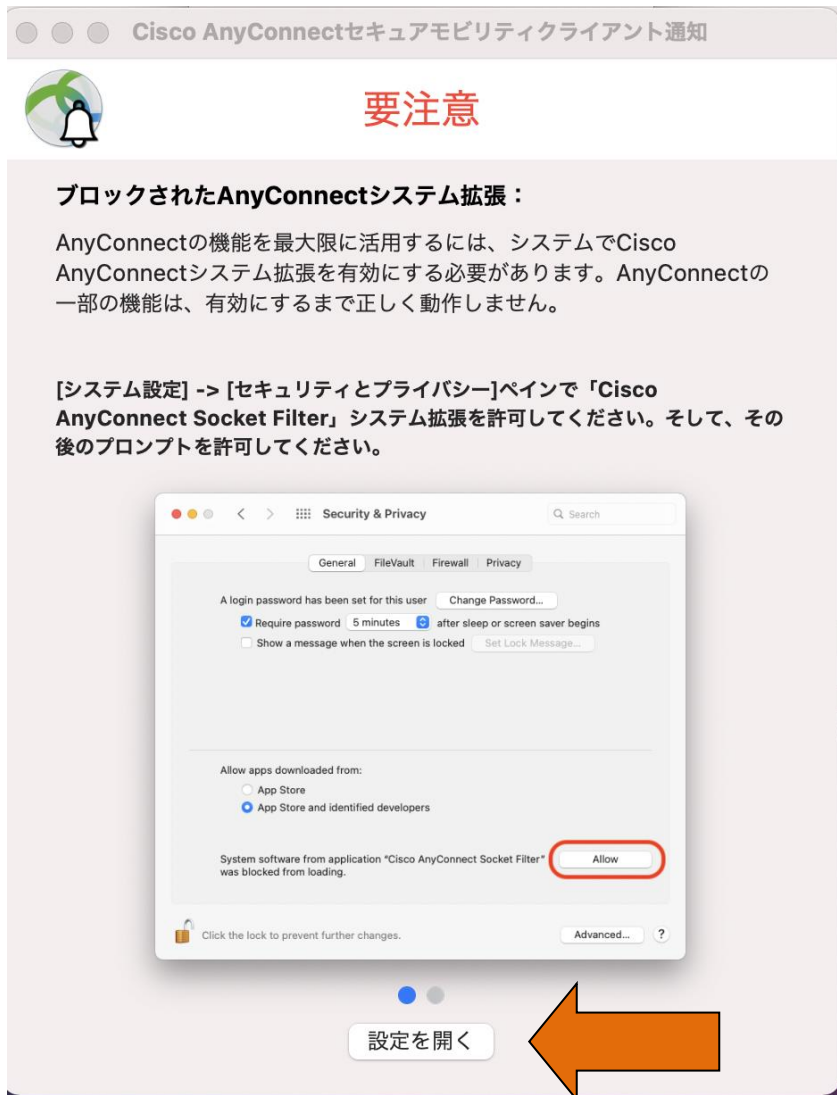 Cisco AnyConnectセキュアモビリティクライアント通知
要注意
ブロックされたAnyConnectシステム拡張：
AnyConnectの機能を最大限に活用するには、システムでCisco
AnyConnectシステム拡張を有効にする必要があります。AnyConnectの
一部の機能は、有効にするまで正しく動作しません。
[システム設定] -> [セキュリティとプライバシー]ペインで「Cisco
AnyConnect Socket Filter」システム拡張を許可してください。そして、その
後のプロンプトを許可してください。
Security & Privacy
Search
General FileVault Firewall Privacy
A login password has been set for this user Change Password...
Require password 5 minutes after sleep or screen saver begins
Show a message when the screen is locked Set Lock Message...
Allow apps downloaded from:
App Store
App Store and identified developers
System software from application "Cisco AnyConnect Socket Filter" Allow
was blocked from loading.
Click the lock to prevent further changes. Advanced... ?
設定を開く